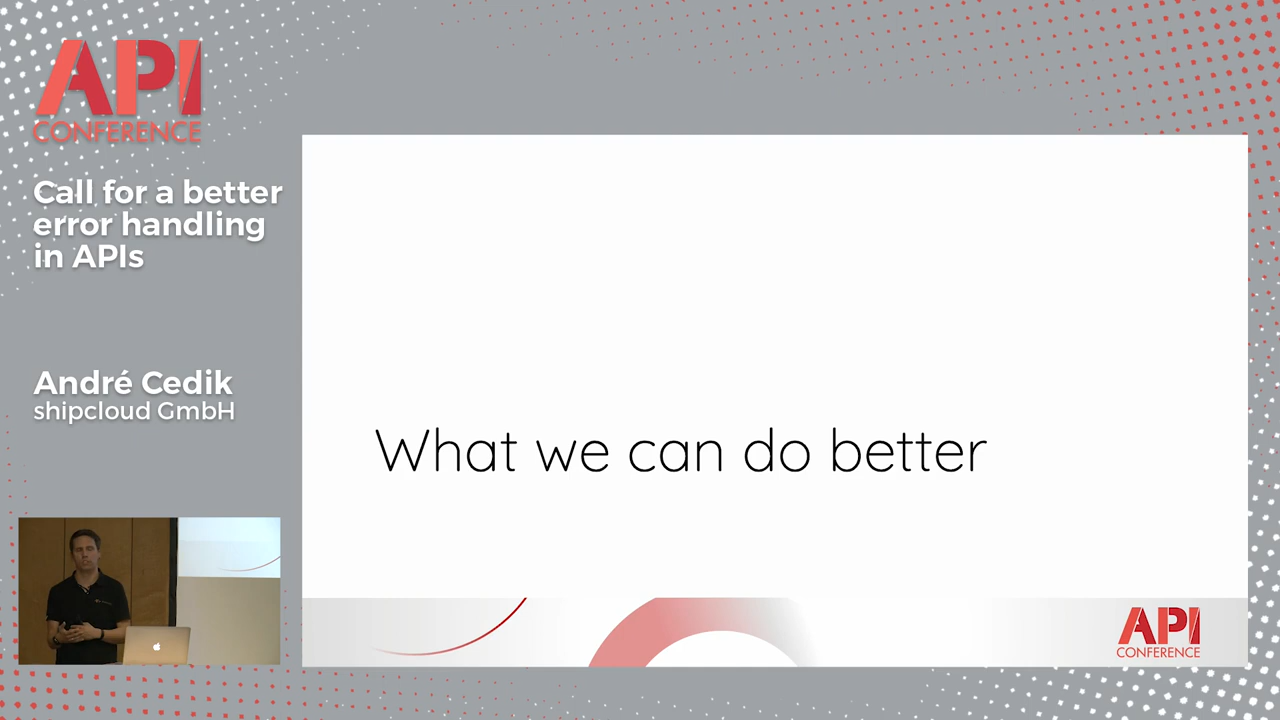 API
CONFERENCE
Call for a better
error handling
in APIs
André Cedik
shipcloud GmbH
What we can do better
API
CONFERENCE